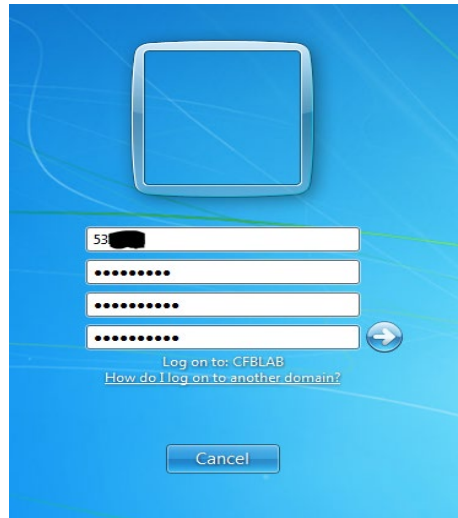 53
•••••••••
••••••••••
••••••••••
Log on to: CFBLAB
How do I log on to another domain?
Cancel